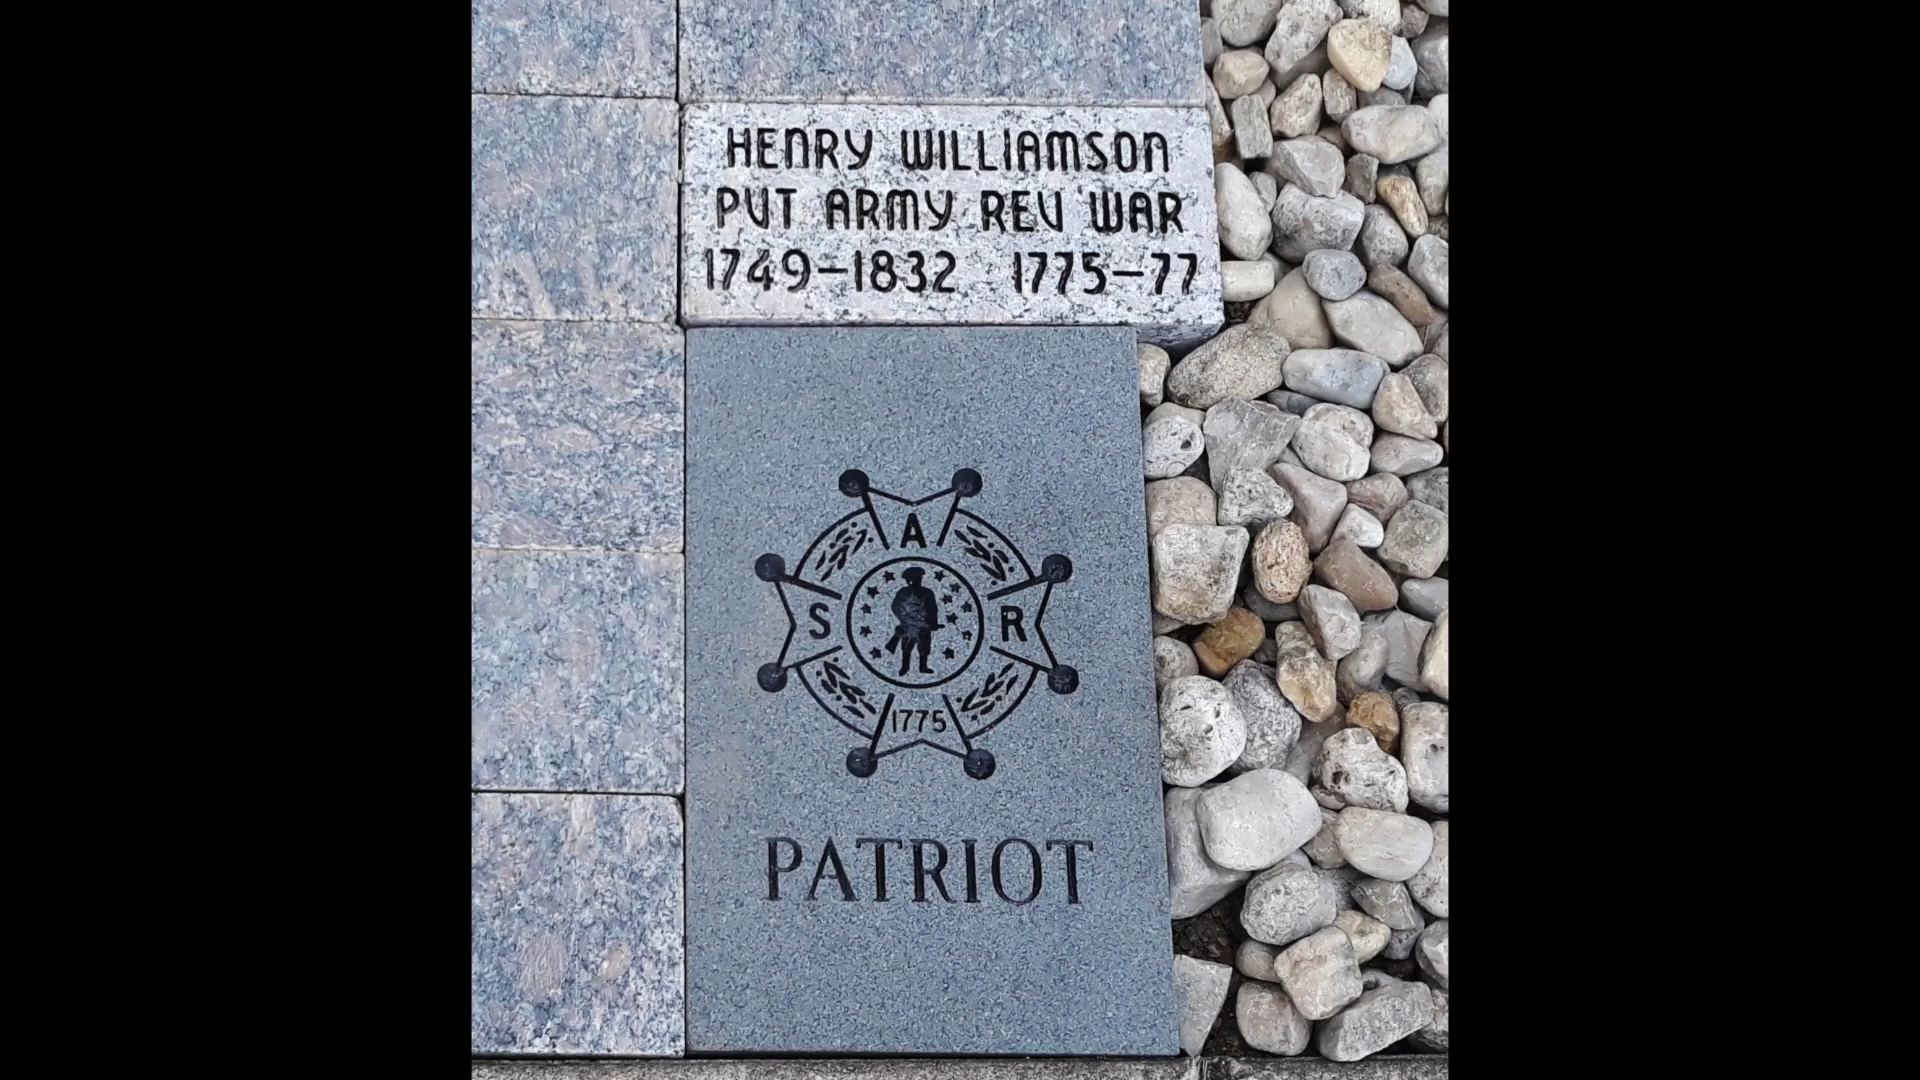 HENRY WILLIAMSON
PVT ARMY REV WAR
1749-1832 1775-77
A
S R
1775
PATRIOT